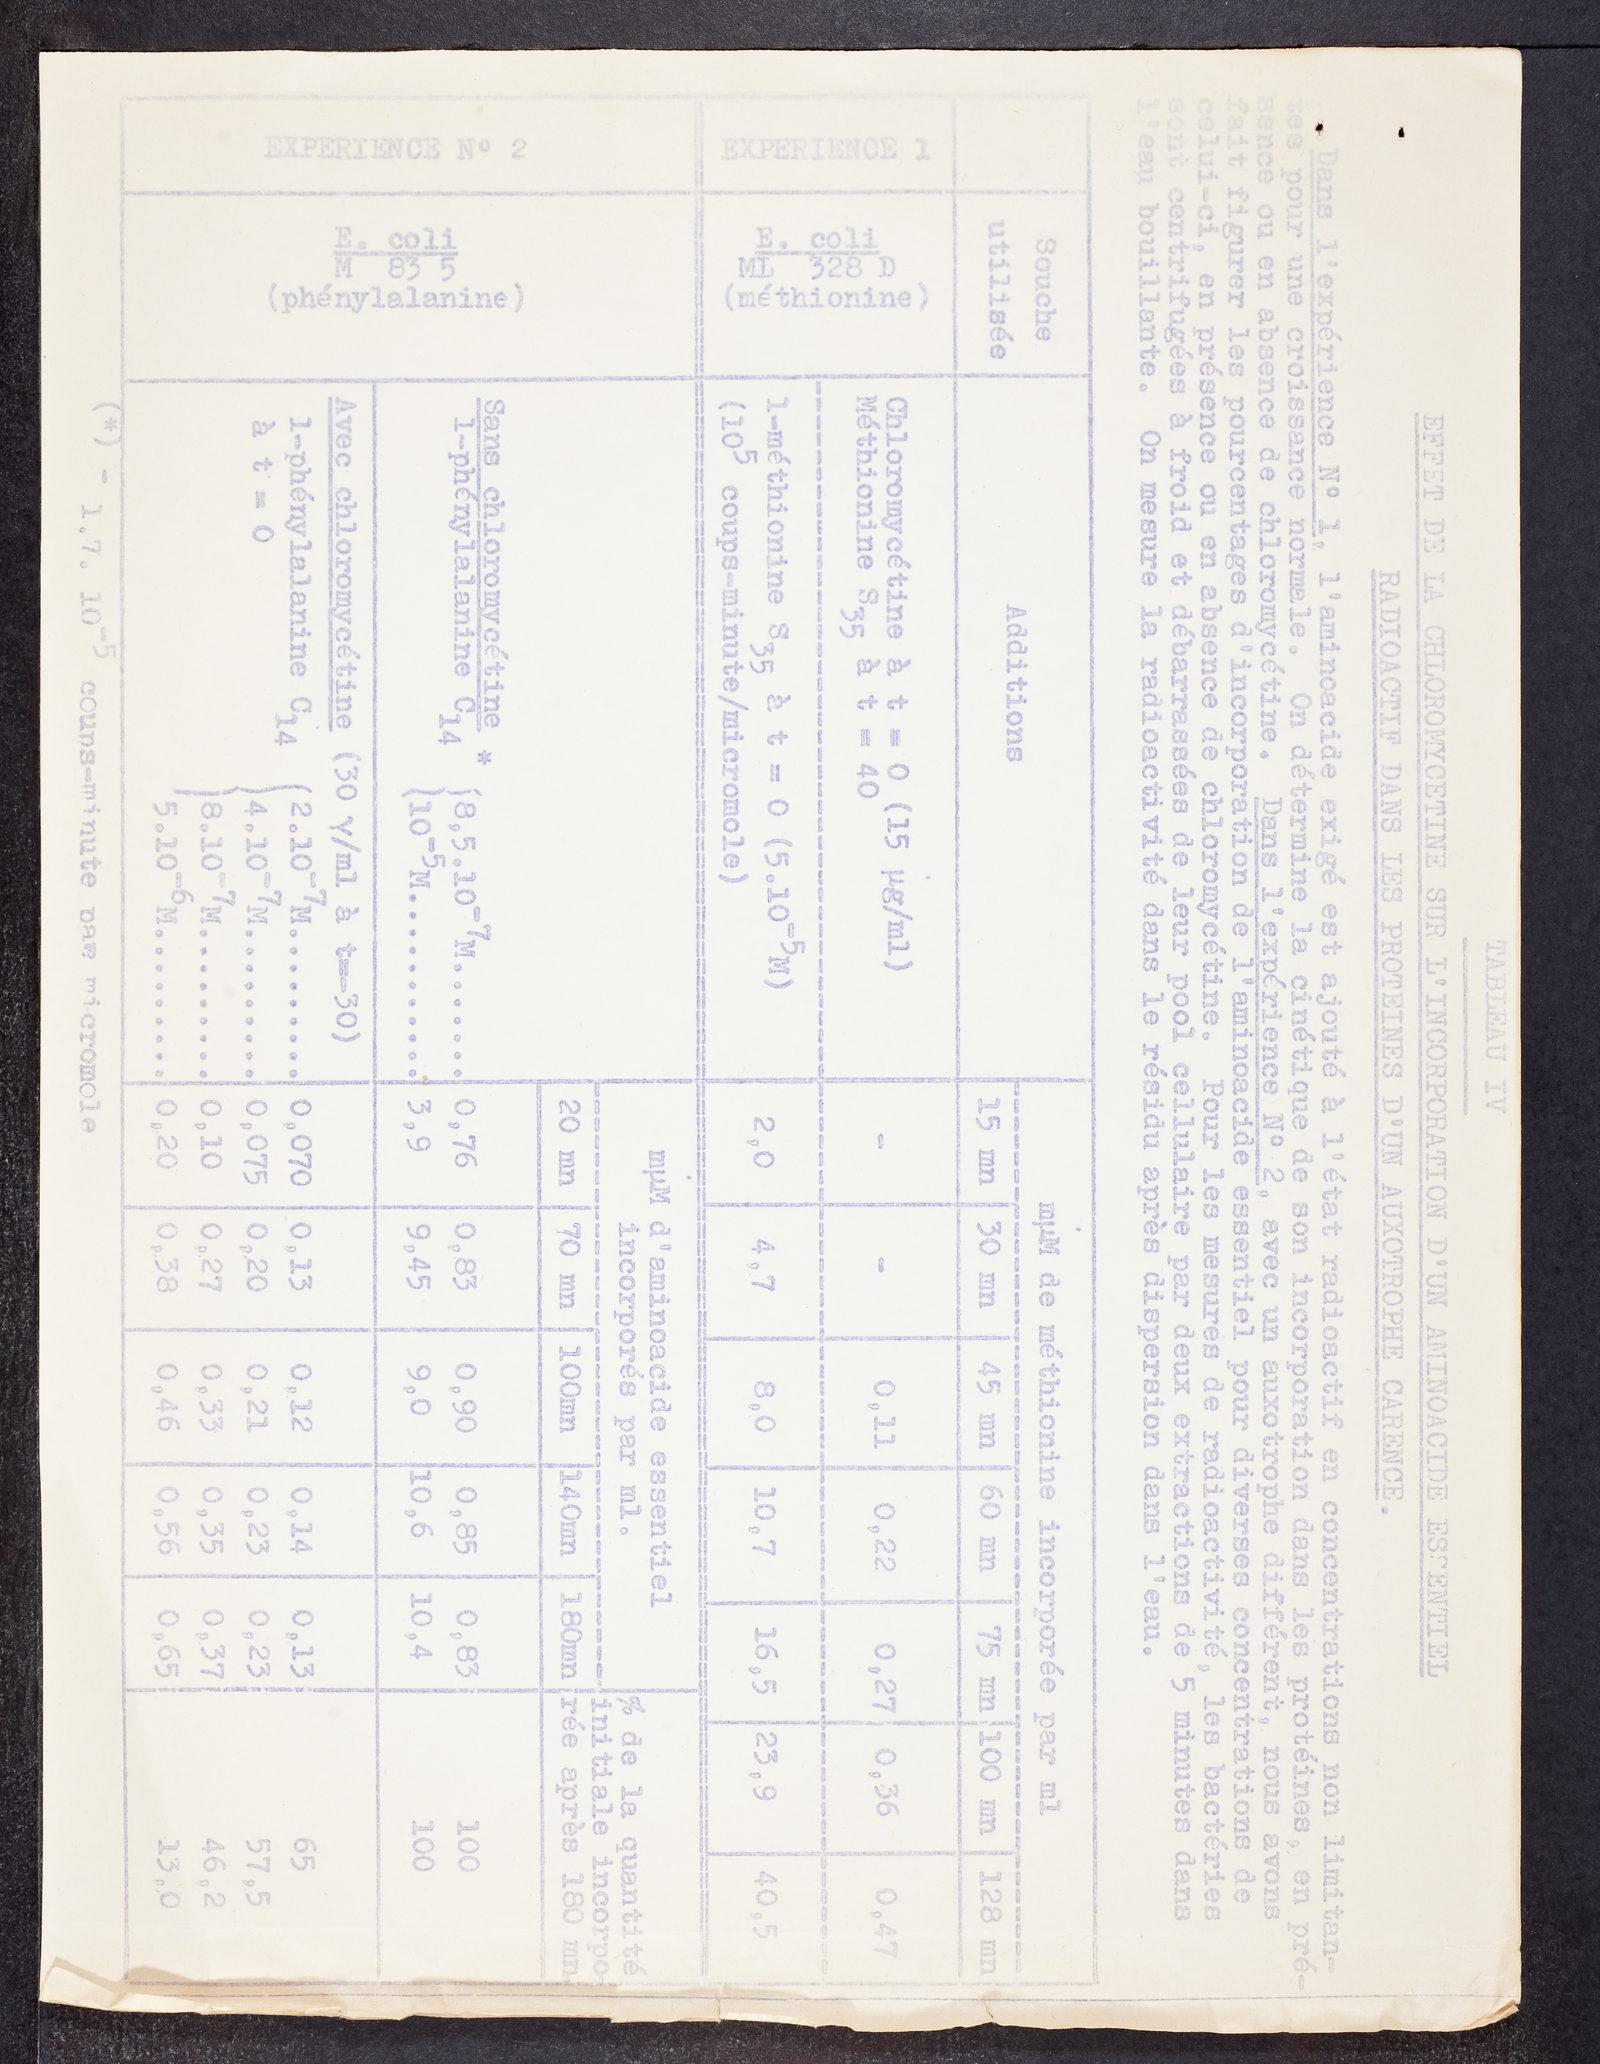 TABLEAU IV
EFFET DE LA CHLOROMYCETINE SUR L'INCORPORATION D'UN AMINOACIDE ESSENTIEL
RADIOACTIF DANS LES PROTEINES D'UN AUXOTROPHE CARENCE.
Dans l'expérience N° 1, l'aminoacide exigé est ajouté à l'état radioactif en concentrations non limitan-
tes pour une croissance normale. On détermine la cinétique de son incorporation dans les protéines, en pré-
sence ou en absence de chloromycétine. Dans l'expérience N° 2, avec un auxotrophe différent, nous avons
fait figurer les pourcentages d'incorporation de l'aminoacide essentiel pour diverses concentrations de
celui-ci, en présence ou en absence de chloromycétine. Pour les mesures de radioactivité, les bactéries
sont centrifugées à froid et débarrassées de leur pool cellulaire par deux extractions de 5 minutes dans
l'eau bouillante. On mesure la radioactivité dans le résidu après dispersion dans l'eau.
Souche utilisée
Additions
mµM de méthionine incorporée par ml
15 mn 30 mn 45 mn 60 mn 75 mn 100 mn 128 mn
EXPERIENCE 1
E. coli
ML 328 D
(méthionine)
Chloromycétine à t = 0 (15 µg/ml)
Méthionine S35 à t = 40
- - 0,11 0,22 0,27 0,36 0,47
l-méthionine S35 à t = 0 (5.10-5M)
(105 coups-minute/micromole)
2,0 4,7 8,0 10,7 16,5 23,9 40,5
EXPERIENCE N° 2
E. coli
M 83 5
(phénylalanine)
mµM d'aminoacide essentiel
incorporés par ml.
% de la quantité
initiale incorpo-
rée après 180 mn
20 mn 70 mn 100mn 140mn 180mn
Sans chloromycétine *
l-phénylalanine C14
8,5.10-7M........ 0,76 0,83 0,90 0,85 0,83 100
10-5M............ 3,9 9,45 9,0 10,6 10,4 100
Avec chloromycétine (30 γ/ml à t=-30)
l-phénylalanine C14
à t = 0
2.10-7M.......... 0,070 0,13 0,12 0,14 0,13 65
4.10-7M.......... 0,075 0,20 0,21 0,23 0,23 57,5
8.10-7M.......... 0,10 0,27 0,33 0,35 0,37 46,2
5.10-6M.......... 0,20 0,38 0,46 0,56 0,65 13,0
(*) - 1,7. 10-5 coups-minute par micromole